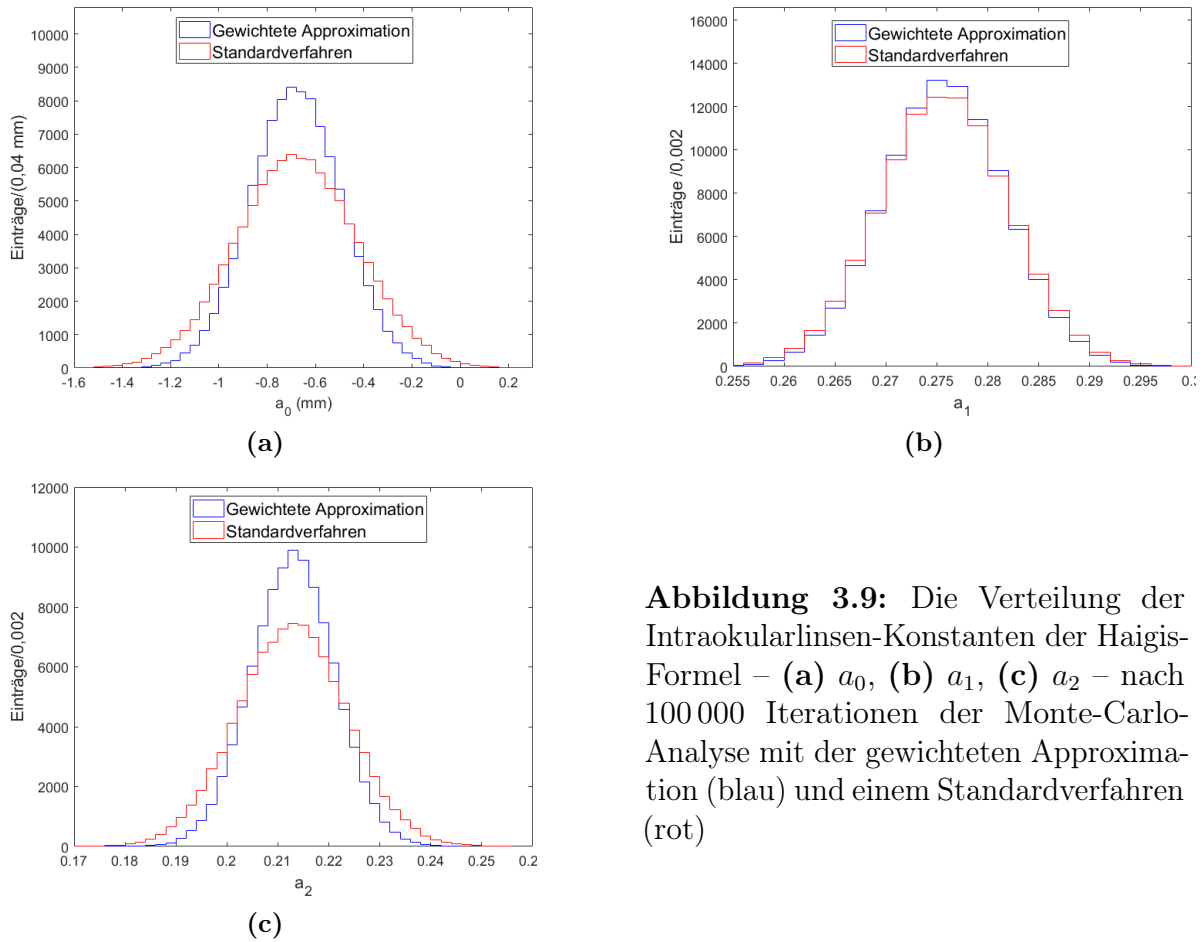 10000
9000
8000
7000
6000
5000
4000
3000
2000
1000
0
Einträge/(0,04 mm)
Gewichtete Approximation
Standardverfahren
-1.6 -1.4 -1.2 -1 -0.8 -0.6 -0.4 -0.2 0 0.2
a_0 (mm)
(a)
16000
14000
12000
10000
8000
6000
4000
2000
0
Einträge /0,002
Gewichtete Approximation
Standardverfahren
0.255 0.26 0.265 0.27 0.275 0.28 0.285 0.29 0.295 0.3
a_1
(b)
12000
10000
8000
6000
4000
2000
0
Einträge/0,002
Gewichtete Approximation
Standardverfahren
0.17 0.18 0.19 0.2 0.21 0.22 0.23 0.24 0.25 0.2
a_2
(c)
Abbildung 3.9: Die Verteilung der
Intraokularlinsen-Konstanten der Haigis-
Formel – (a) a_0, (b) a_1, (c) a_2 – nach
100 000 Iterationen der Monte-Carlo-
Analyse mit der gewichteten Approxima-
tion (blau) und einem Standardverfahren
(rot)